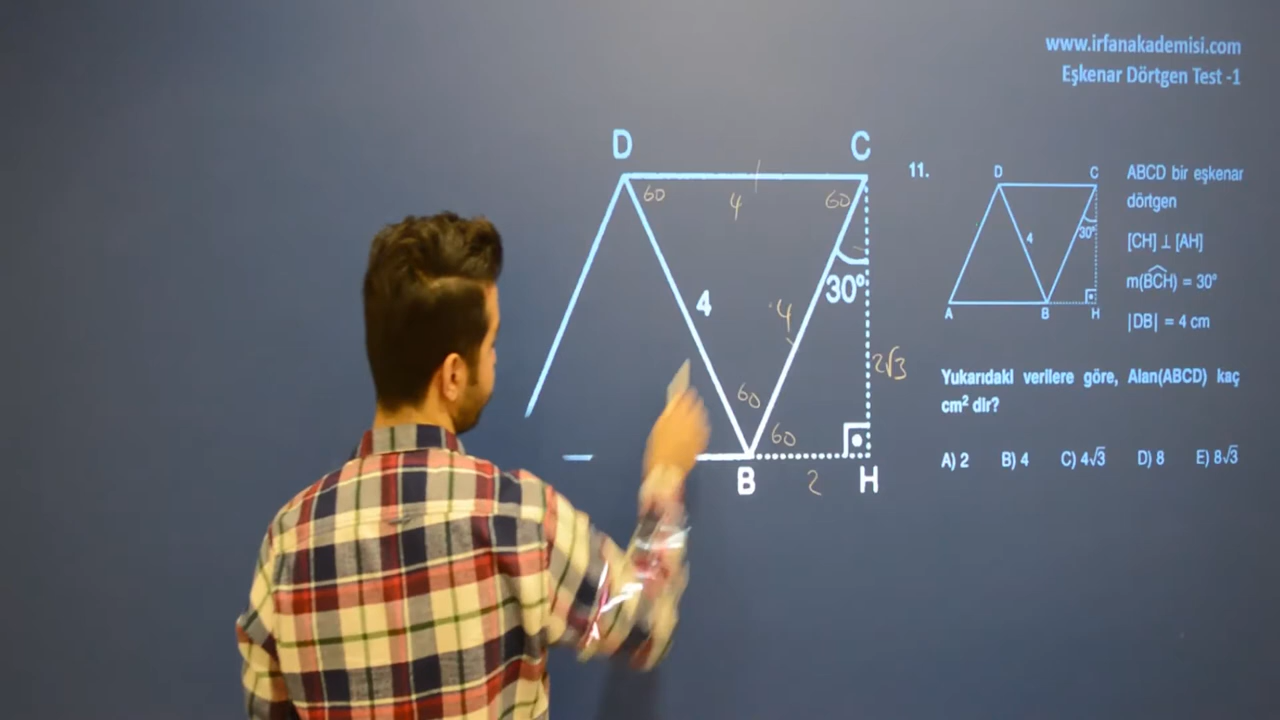 www.irfanakademisi.com
Eşkenar Dörtgen Test -1
D
C
60
4
60
4
30°
4
2√3
60
60
B
2
H
11.
D
C
4
30°
A
B
H
ABCD bir eşkenar
dörtgen
[CH] ⊥ [AH]
m(BCH) = 30°
|DB| = 4 cm
Yukarıdaki verilere göre, Alan(ABCD) kaç
cm² dir?
A) 2 B) 4 C) 4√3 D) 8 E) 8√3